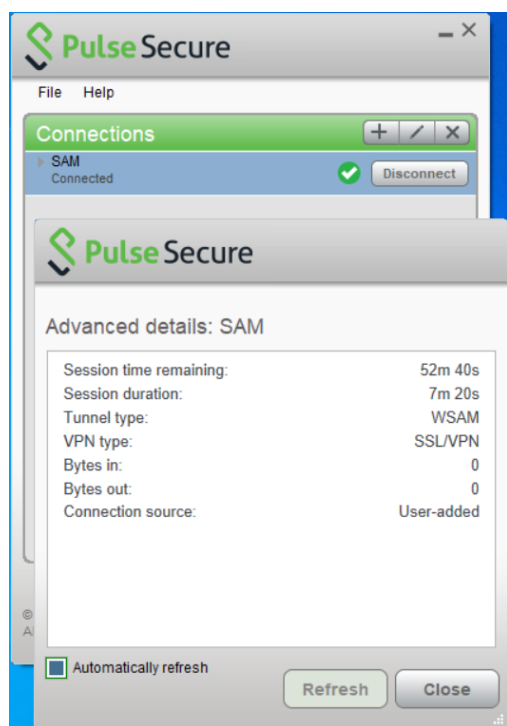 Pulse Secure
File Help
Connections
SAM
Connected
Disconnect
Pulse Secure
Advanced details: SAM
Session time remaining: 52m 40s
Session duration: 7m 20s
Tunnel type: WSAM
VPN type: SSL/VPN
Bytes in: 0
Bytes out: 0
Connection source: User-added
©
Automatically refresh
Refresh Close